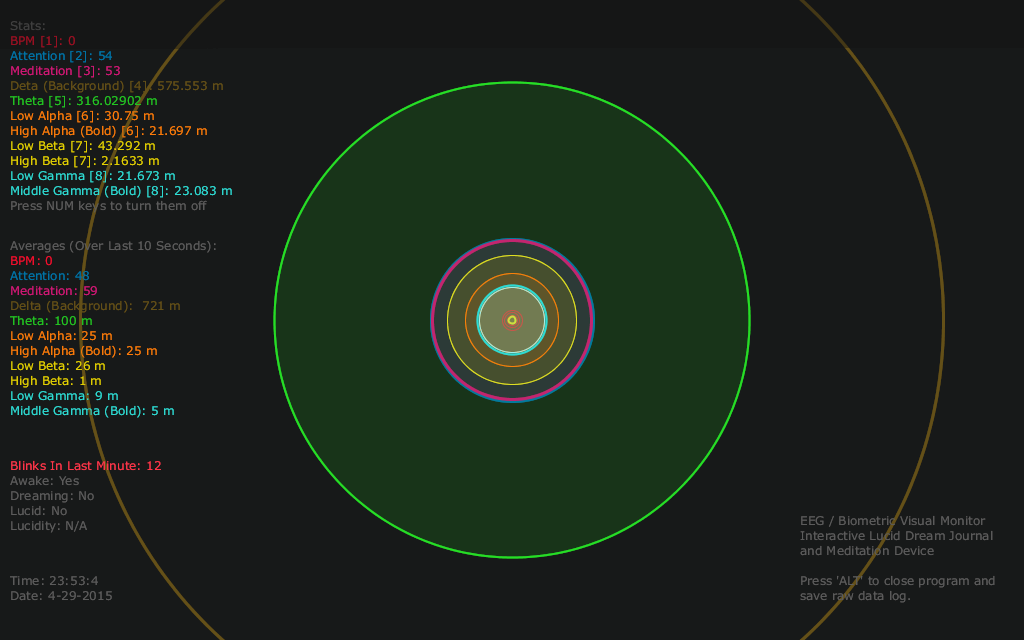 Stats:
BPM [1]: 0
Attention [2]: 54
Meditation [3]: 53
Deta (Background) [4]: 575.553 m
Theta [5]: 316.02902 m
Low Alpha [6]: 30.75 m
High Alpha (Bold) [6]: 21.697 m
Low Beta [7]: 43.292 m
High Beta [7]: 2.1633 m
Low Gamma [8]: 21.673 m
Middle Gamma (Bold) [8]: 23.083 m
Press NUM keys to turn them off
Averages (Over Last 10 Seconds):
BPM: 0
Attention: 48
Meditation: 59
Delta (Background): 721 m
Theta: 100 m
Low Alpha: 25 m
High Alpha (Bold): 25 m
Low Beta: 26 m
High Beta: 1 m
Low Gamma: 9 m
Middle Gamma (Bold): 5 m
Blinks In Last Minute: 12
Awake: Yes
Dreaming: No
Lucid: No
Lucidity: N/A
Time: 23:53:4
Date: 4-29-2015
EEG / Biometric Visual Monitor
Interactive Lucid Dream Journal
and Meditation Device
Press 'ALT' to close program and
save raw data log.